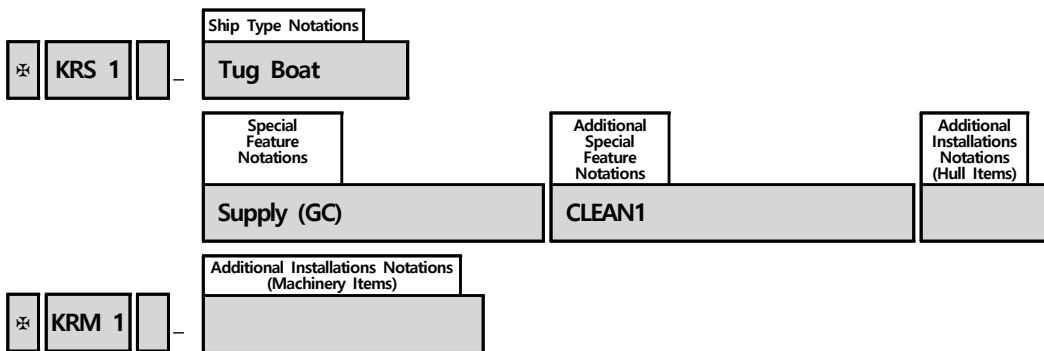 Ship Type Notations
✠ KRS 1 _ Tug Boat
Special
Feature
Notations
Additional
Special
Feature
Notations
Additional
Installations
Notations
(Hull Items)
Supply (GC) CLEAN1
Additional Installations Notations
(Machinery Items)
✠ KRM 1 _